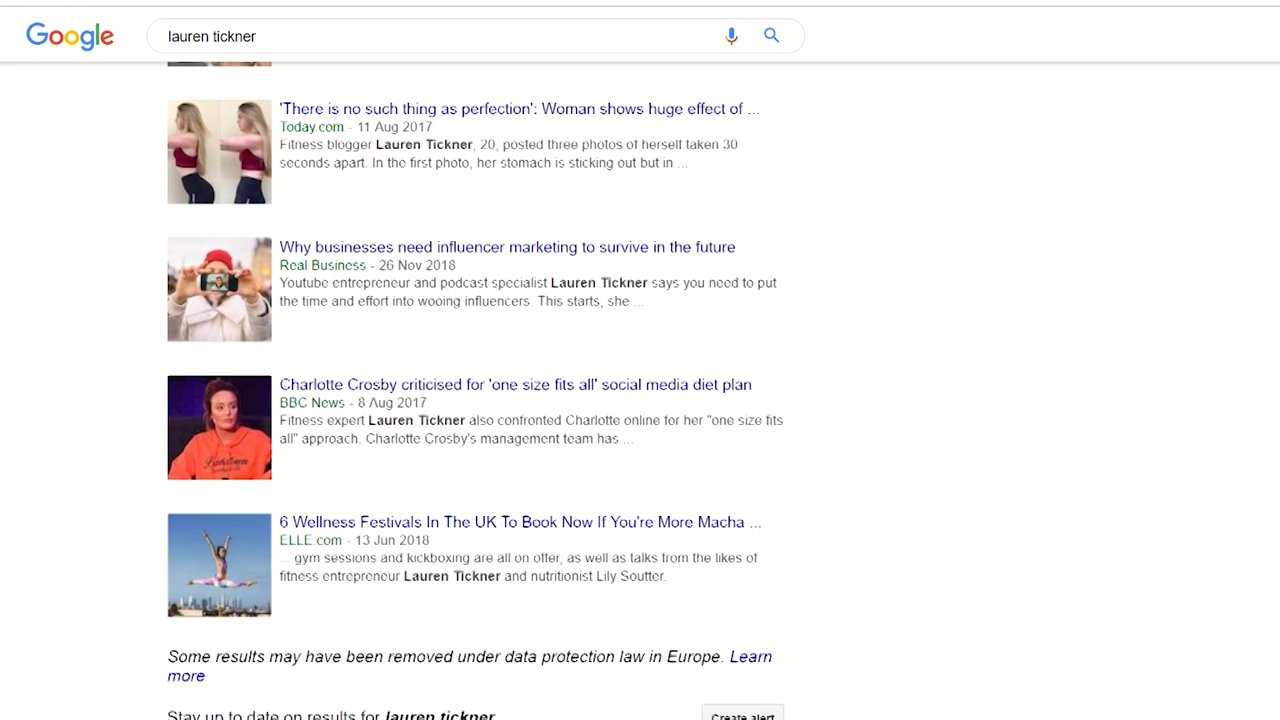 Google
lauren tickner
'There is no such thing as perfection': Woman shows huge effect of ...
Today.com - 11 Aug 2017
Fitness blogger Lauren Tickner, 20, posted three photos of herself taken 30
seconds apart. In the first photo, her stomach is sticking out but in ...
Why businesses need influencer marketing to survive in the future
Real Business - 26 Nov 2018
Youtube entrepreneur and podcast specialist Lauren Tickner says you need to put
the time and effort into wooing influencers. This starts, she ...
Charlotte Crosby criticised for 'one size fits all' social media diet plan
BBC News - 8 Aug 2017
Fitness expert Lauren Tickner also confronted Charlotte online for her "one size fits
all" approach. Charlotte Crosby's management team has ...
6 Wellness Festivals In The UK To Book Now If You're More Macha ...
ELLE.com - 13 Jun 2018
... gym sessions and kickboxing are all on offer, as well as talks from the likes of
fitness entrepreneur Lauren Tickner and nutritionist Lily Soutter.
Some results may have been removed under data protection law in Europe. Learn
more
Stay up to date on results for lauren tickner.
Create alert